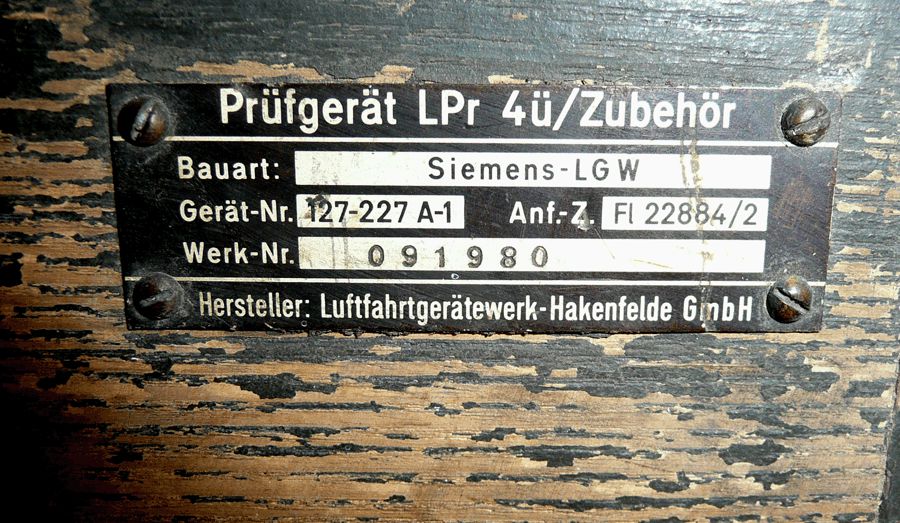 Prüfgerät LPr 4ü/Zubehör
Bauart: Siemens-LGW
Gerät-Nr. 127-227 A-1 Anf.-Z. Fl 22884/2
Werk-Nr. 091980
Hersteller: Luftfahrtgerätewerk-Hakenfelde GmbH